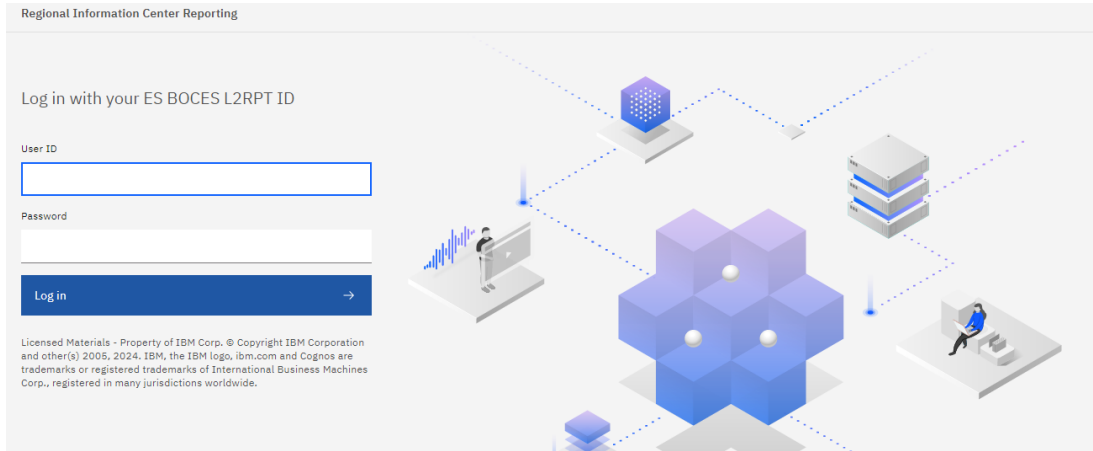 Regional Information Center Reporting
Log in with your ES BOCES L2RPT ID
User ID
Password
Log in
Licensed Materials - Property of IBM Corp. © Copyright IBM Corporation
and other(s) 2005, 2024. IBM, the IBM logo, ibm.com and Cognos are
trademarks or registered trademarks of International Business Machines
Corp., registered in many jurisdictions worldwide.